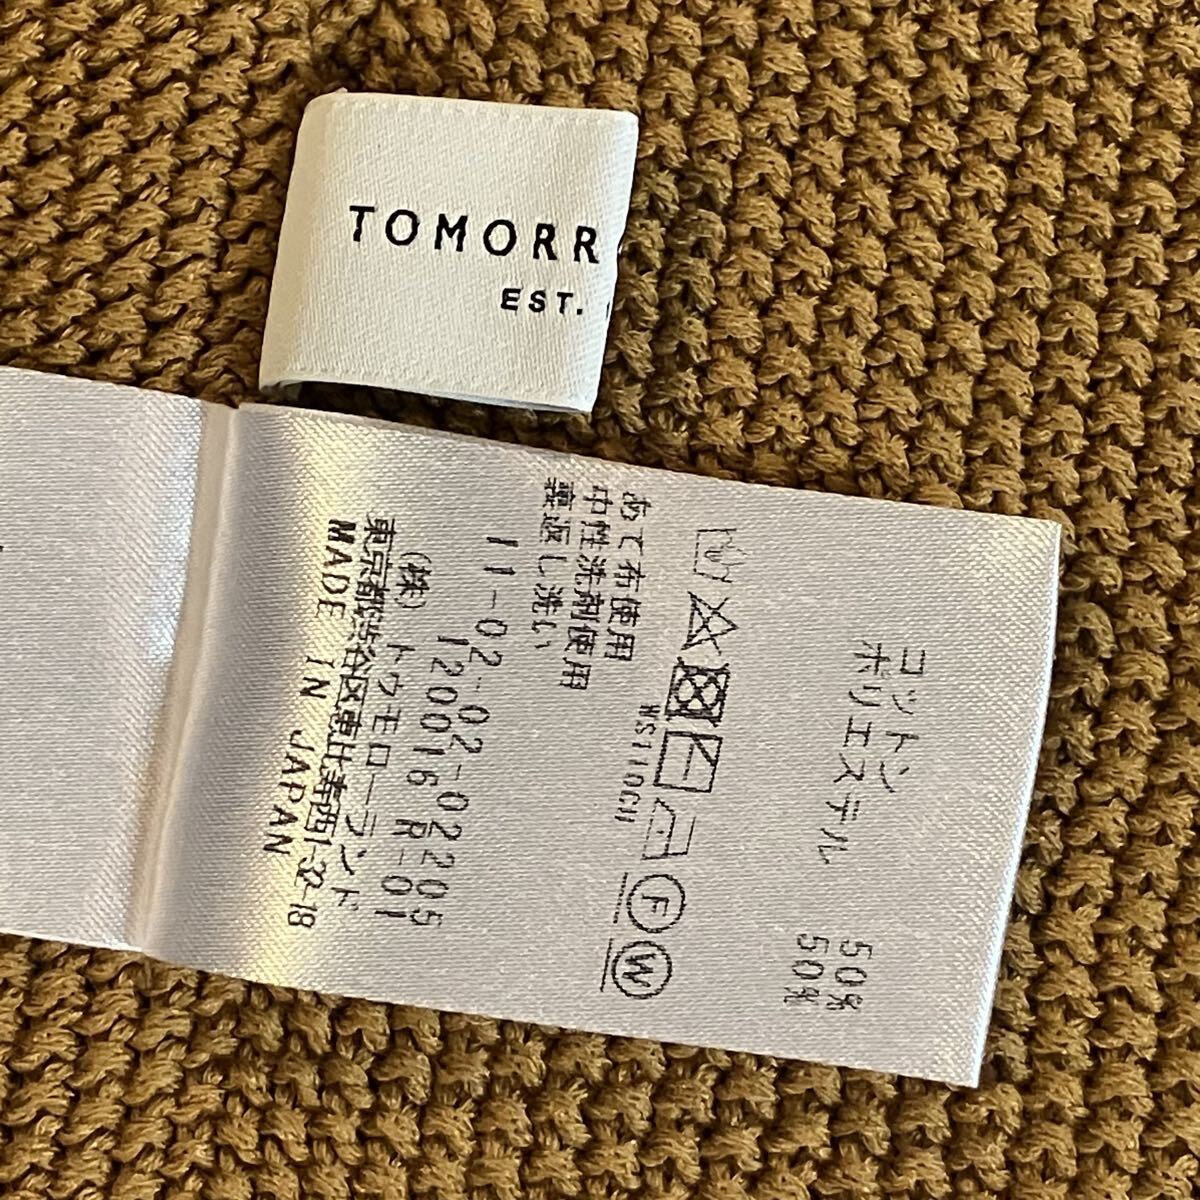 TOMORR
EST.
コットン 50%
ポリエステル 50%
F
W
WS110CH
あて布使用
中性洗剤使用
裏返し洗い
11-02-02-02205
120016 R-01
(株) トゥモローランド
東京都渋谷区恵比寿西1-32-18
MADE IN JAPAN